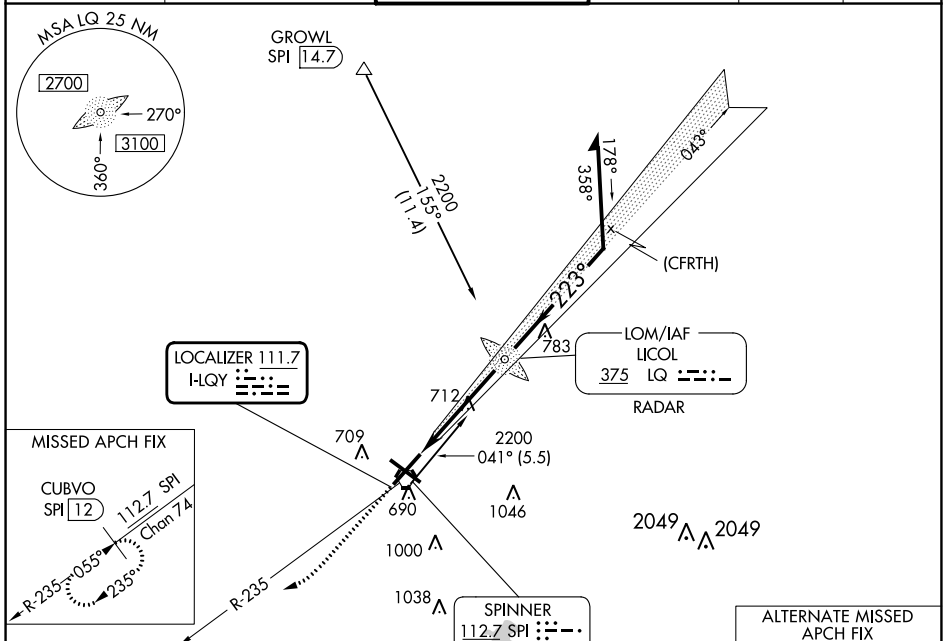 MSA LQ 25 NM
2700
270°
3100
360°
GROWL
SPI 14.7
2200
155°
(11.4)
178°
358°
043°
(CFRTH)
223°
LOM/IAF
LICOL
375 LQ
RADAR
783
LOCALIZER 111.7
I-LQY
712
709
2200
041° (5.5)
690
1046
2049
2049
1000
1038
R-235
MISSED APCH FIX
CUBVO
SPI 12
112.7 SPI
Chan 74
R-235
055°
235°
SPINNER
112.7 SPI
ALTERNATE MISSED
APCH FIX